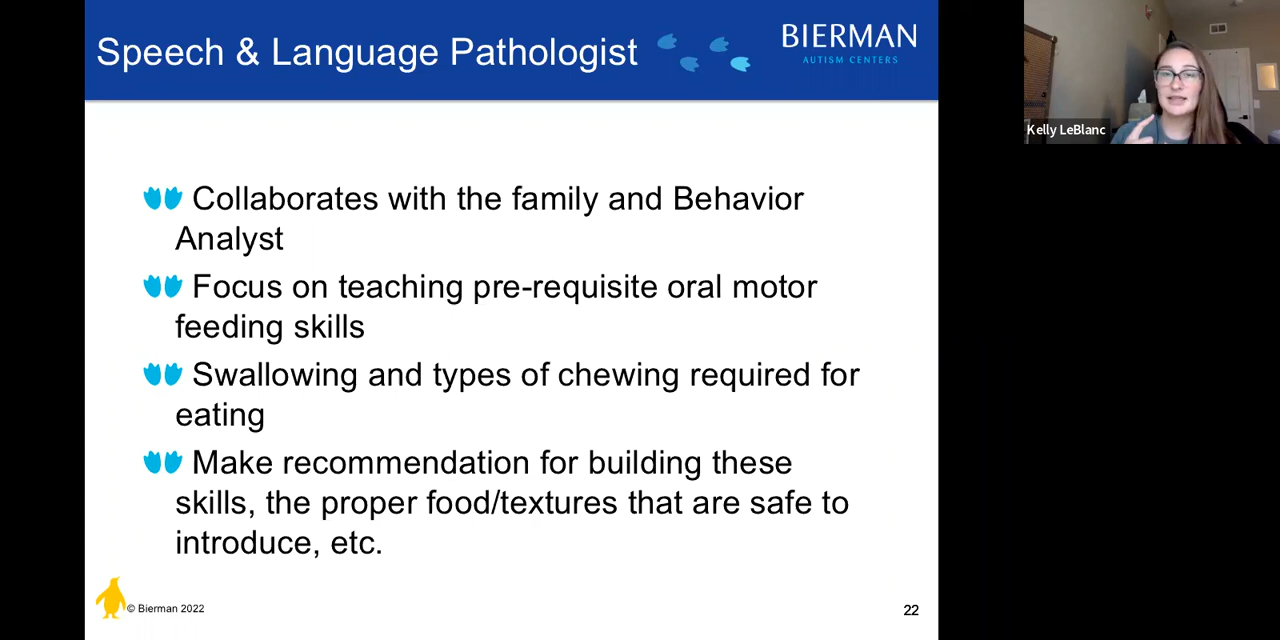 Speech & Language Pathologist
BIERMAN
AUTISM CENTERS
Kelly LeBlanc
Collaborates with the family and Behavior
Analyst
Focus on teaching pre-requisite oral motor
feeding skills
Swallowing and types of chewing required for
eating
Make recommendation for building these
skills, the proper food/textures that are safe to
introduce, etc.
© Bierman 2022
22